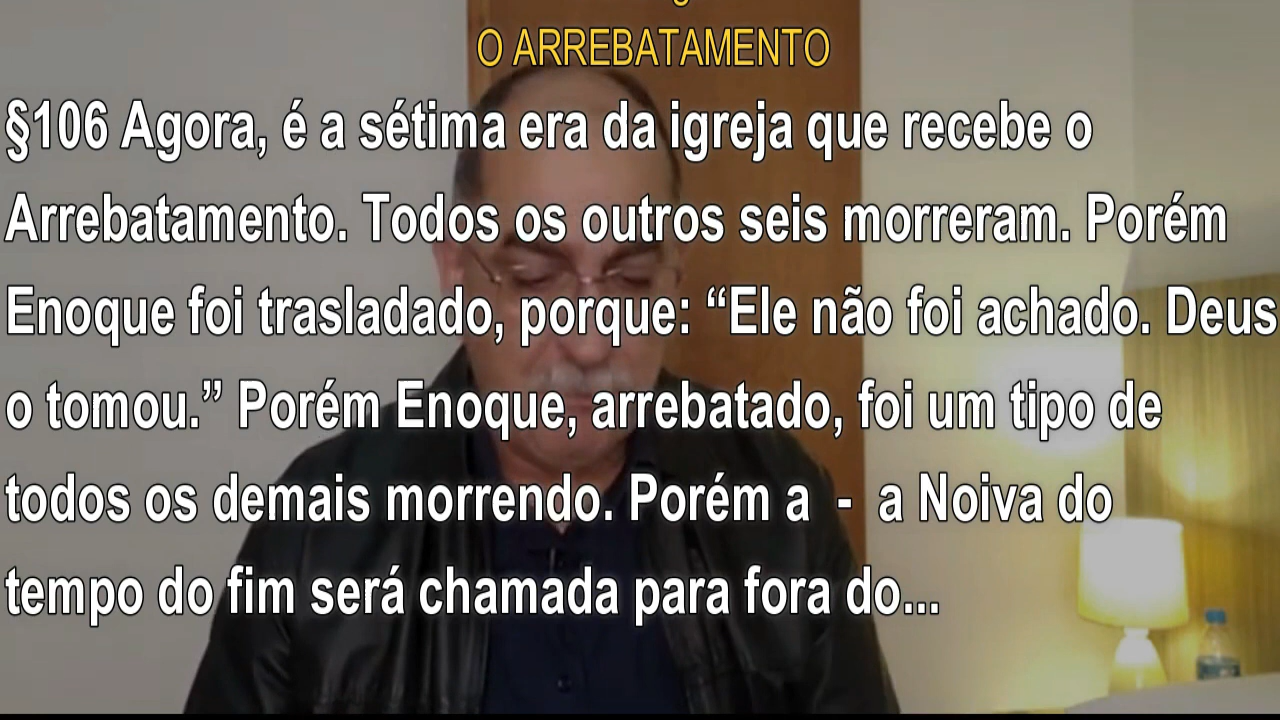 O ARREBATAMENTO
§106 Agora, é a sétima era da igreja que recebe o
Arrebatamento. Todos os outros seis morreram. Porém
Enoque foi trasladado, porque: “Ele não foi achado. Deus
o tomou.” Porém Enoque, arrebatado, foi um tipo de
todos os demais morrendo. Porém a - a Noiva do
tempo do fim será chamada para fora do...